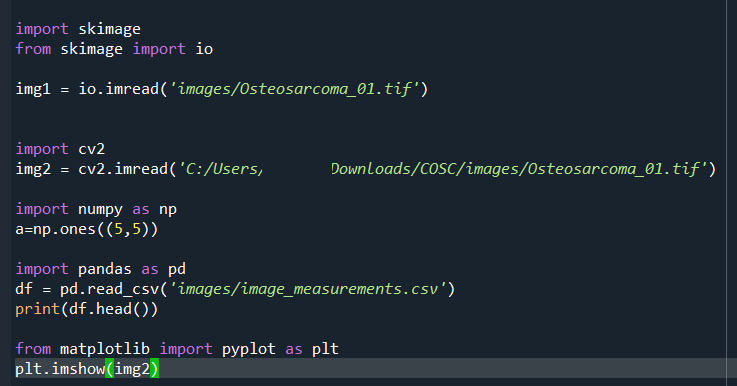 import skimage
from skimage import io
img1 = io.imread('images/Osteosarcoma_01.tif')
import cv2
img2 = cv2.imread('C:/Users/ Downloads/COSC/images/Osteosarcoma_01.tif')
import numpy as np
a=np.ones((5,5))
import pandas as pd
df = pd.read_csv('images/image_measurements.csv')
print(df.head())
from matplotlib import pyplot as plt
plt.imshow(img2)